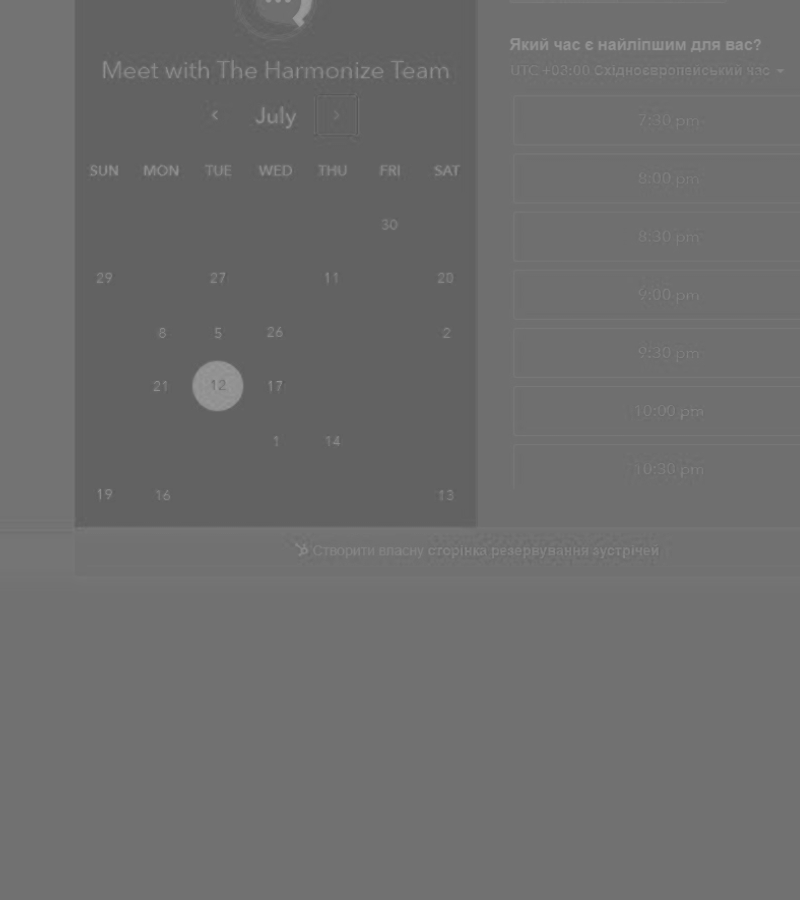 Який час є найліпшим для вас?
UTC +03:00 Східноєвропейський час
Meet with The Harmonize Team
July
SUN MON TUE WED THU FRI SAT
30
29 27 11 20
8 5 26 2
21 12 17
1 14
19 16 13
7:30 pm
8:00 pm
8:30 pm
9:00 pm
9:30 pm
10:00 pm
10:30 pm
Створити власну сторінка резервування зустрічей